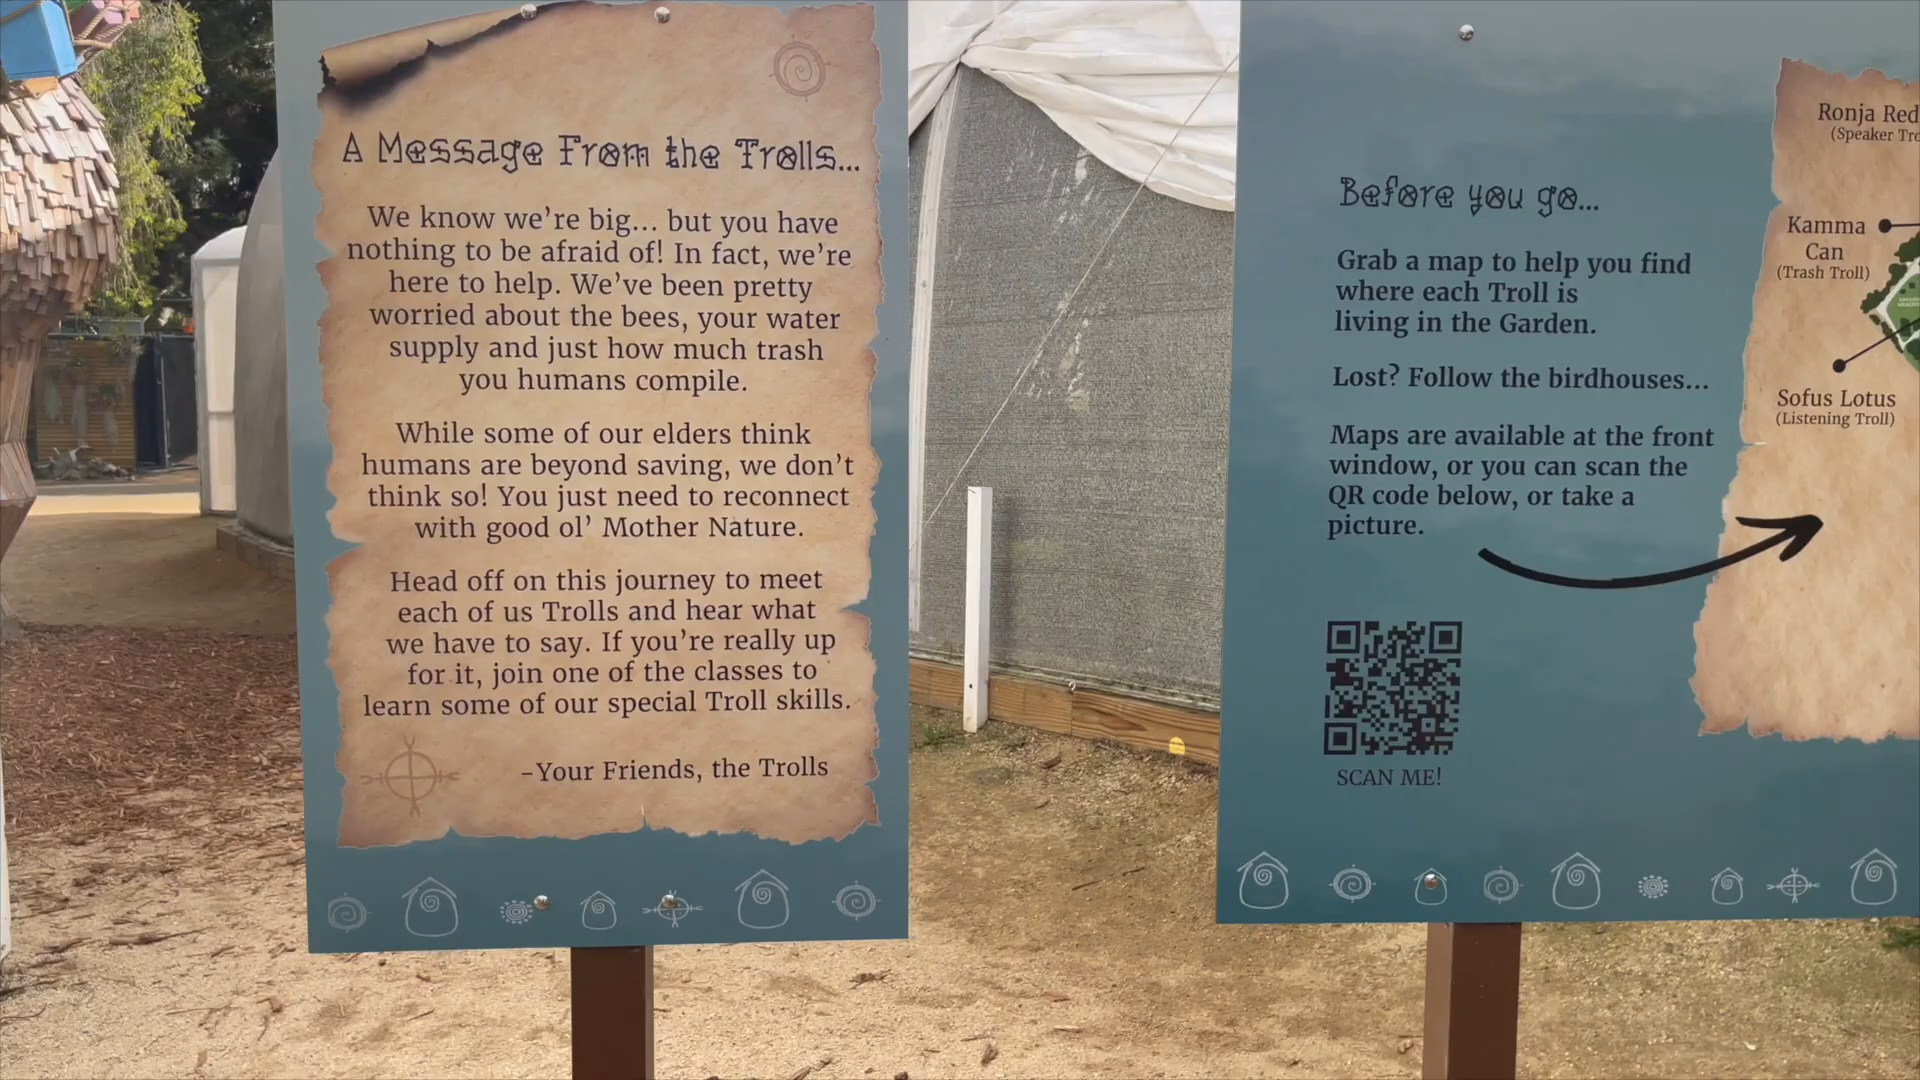 A Message From the Trolls...
We know we're big... but you have
nothing to be afraid of! In fact, we're
here to help. We've been pretty
worried about the bees, your water
supply and just how much trash
you humans compile.
While some of our elders think
humans are beyond saving, we don't
think so! You just need to reconnect
with good ol' Mother Nature.
Head off on this journey to meet
each of us Trolls and hear what
we have to say. If you're really up
for it, join one of the classes to
learn some of our special Troll skills.
-Your Friends, the Trolls
Before you go...
Grab a map to help you find
where each Troll is
living in the Garden.
Lost? Follow the birdhouses...
Maps are available at the front
window, or you can scan the
QR code below, or take a
picture.
SCAN ME!
Ronja Red
(Speaker Tro
Kamma
Can
(Trash Troll)
Sofus Lotus
(Listening Troll)